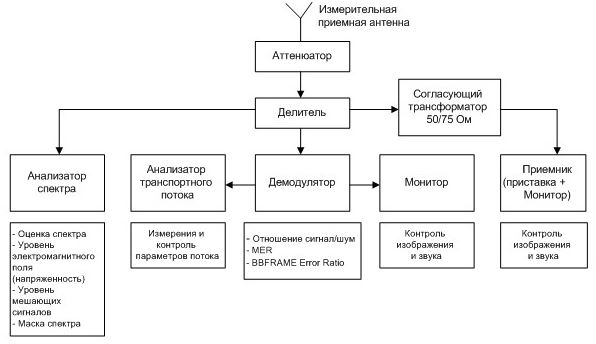 Измерительная
приемная антенна
Аттенюатор
Делитель
Согласующий
трансформатор
50/75 Ом
Анализатор
спектра
Анализатор
транспортного
потока
Демодулятор
Монитор
Приемник
(приставка +
Монитор)
- Оценка спектра
- Уровень
электромагнитного
поля
(напряженность)
- Уровень
мешающих
сигналов
- Маска спектра
Измерения и
контроль
параметров потока
- Отношение сигнал/шум
- MER
- BBFRAME Error Ratio
Контроль
изображения
и звука
Контроль
изображения
и звука